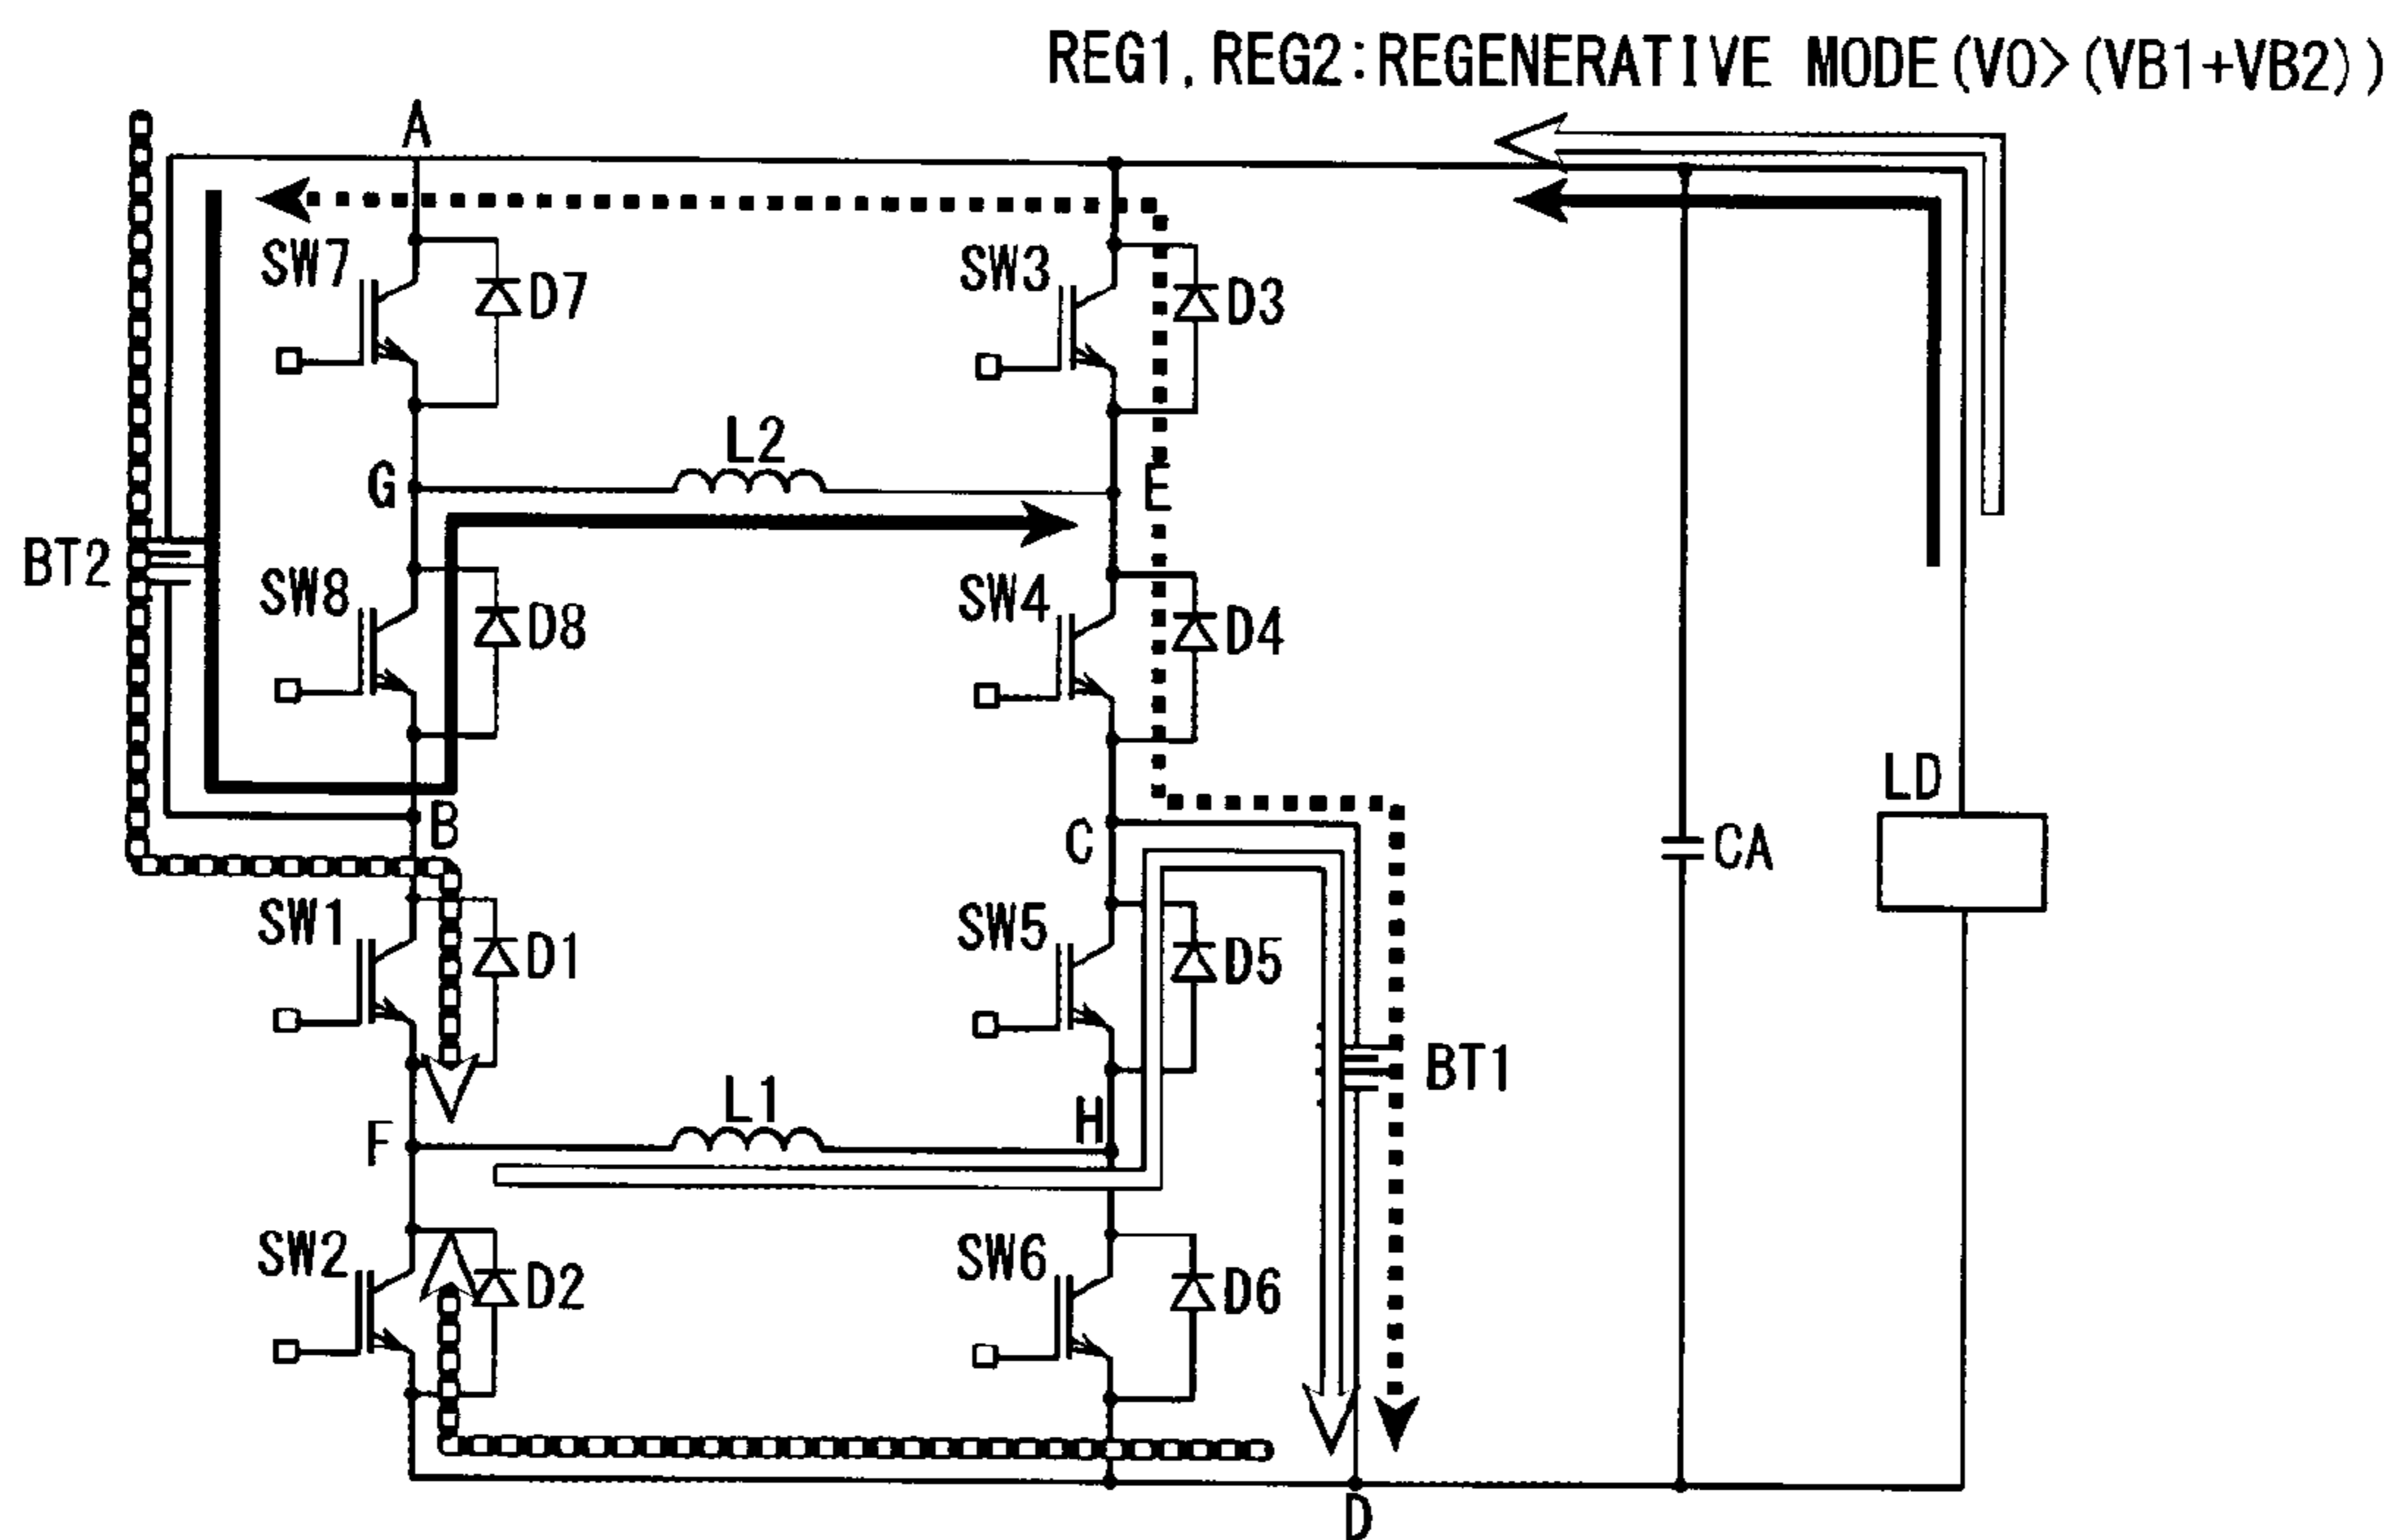 REG1, REG2:REGENERATIVE MODE(VO>(VB1+VB2))
A
SW7
D7
SW3
D3
L2
G
E
BT2
SW8
D8
SW4
D4
LD
B
C
CA
SW1
D1
SW5
D5
BT1
L1
H
F
SW2
D2
SW6
D6
D